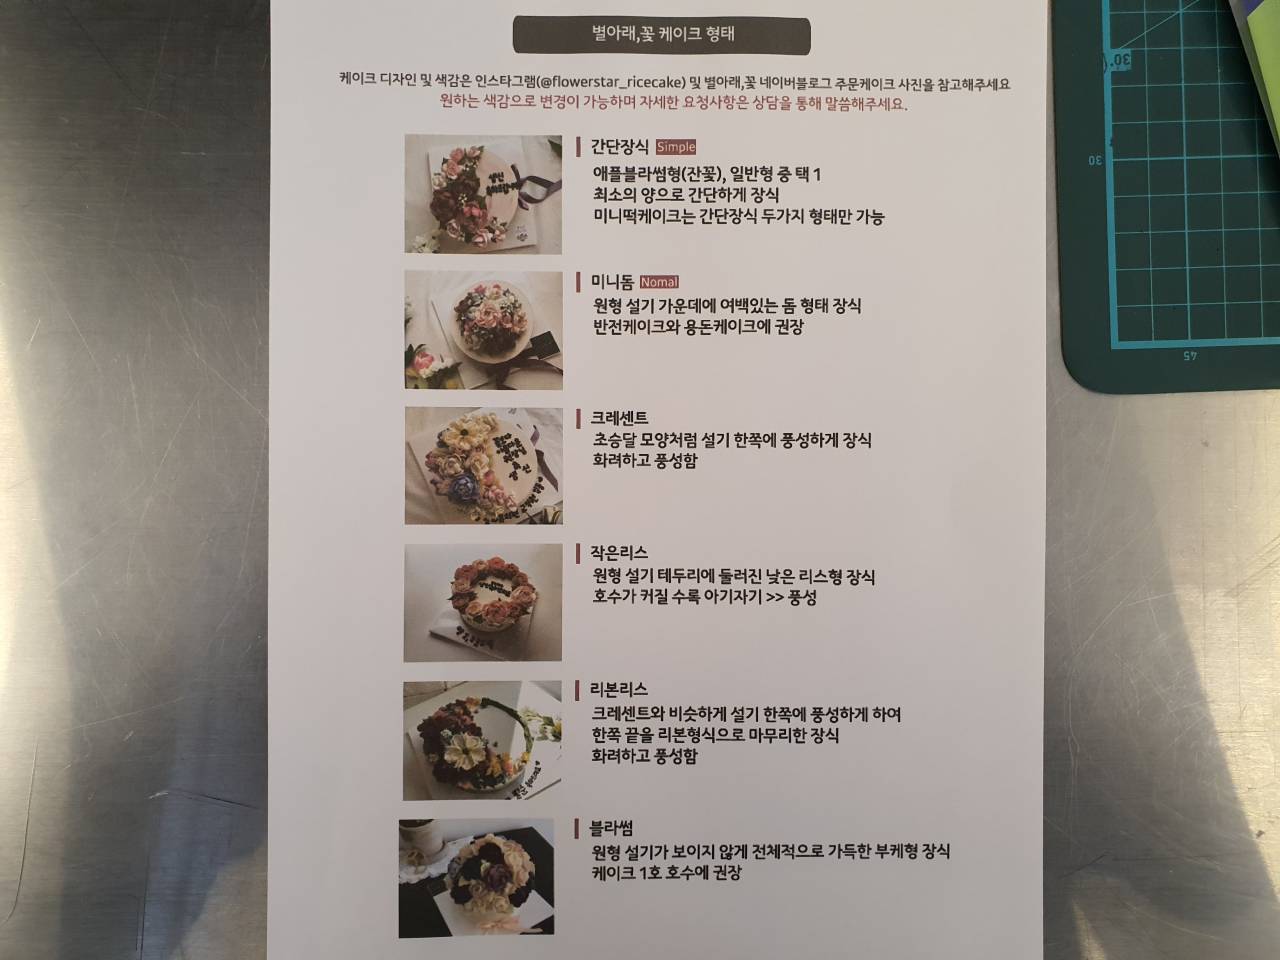 별아래,꽃 케이크 형태
케이크 디자인 및 색감은 인스타그램(@flowerstar_ricecake) 및 별아래,꽃 네이버블로그 주문케이크 사진을 참고해주세요
원하는 색감으로 변경이 가능하며 자세한 요청사항은 상담을 통해 말씀해주세요.
간단장식 Simple
애플블라썸형(잔꽃), 일반형 중 택 1
최소의 양으로 간단하게 장식
미니떡케이크는 간단장식 두가지 형태만 가능
미니돔 Nomal
원형 설기 가운데에 여백있는 돔 형태 장식
반전케이크와 용돈케이크에 권장
크레센트
초승달 모양처럼 설기 한쪽에 풍성하게 장식
화려하고 풍성함
작은리스
원형 설기 테두리에 둘러진 낮은 리스형 장식
호수가 커질 수록 아기자기 >> 풍성
리본리스
크레센트와 비슷하게 설기 한쪽에 풍성하게 하여
한쪽 끝을 리본형식으로 마무리한 장식
화려하고 풍성함
블라썸
원형 설기가 보이지 않게 전체적으로 가득한 부케형 장식
케이크 1호 호수에 권장
30
30
45